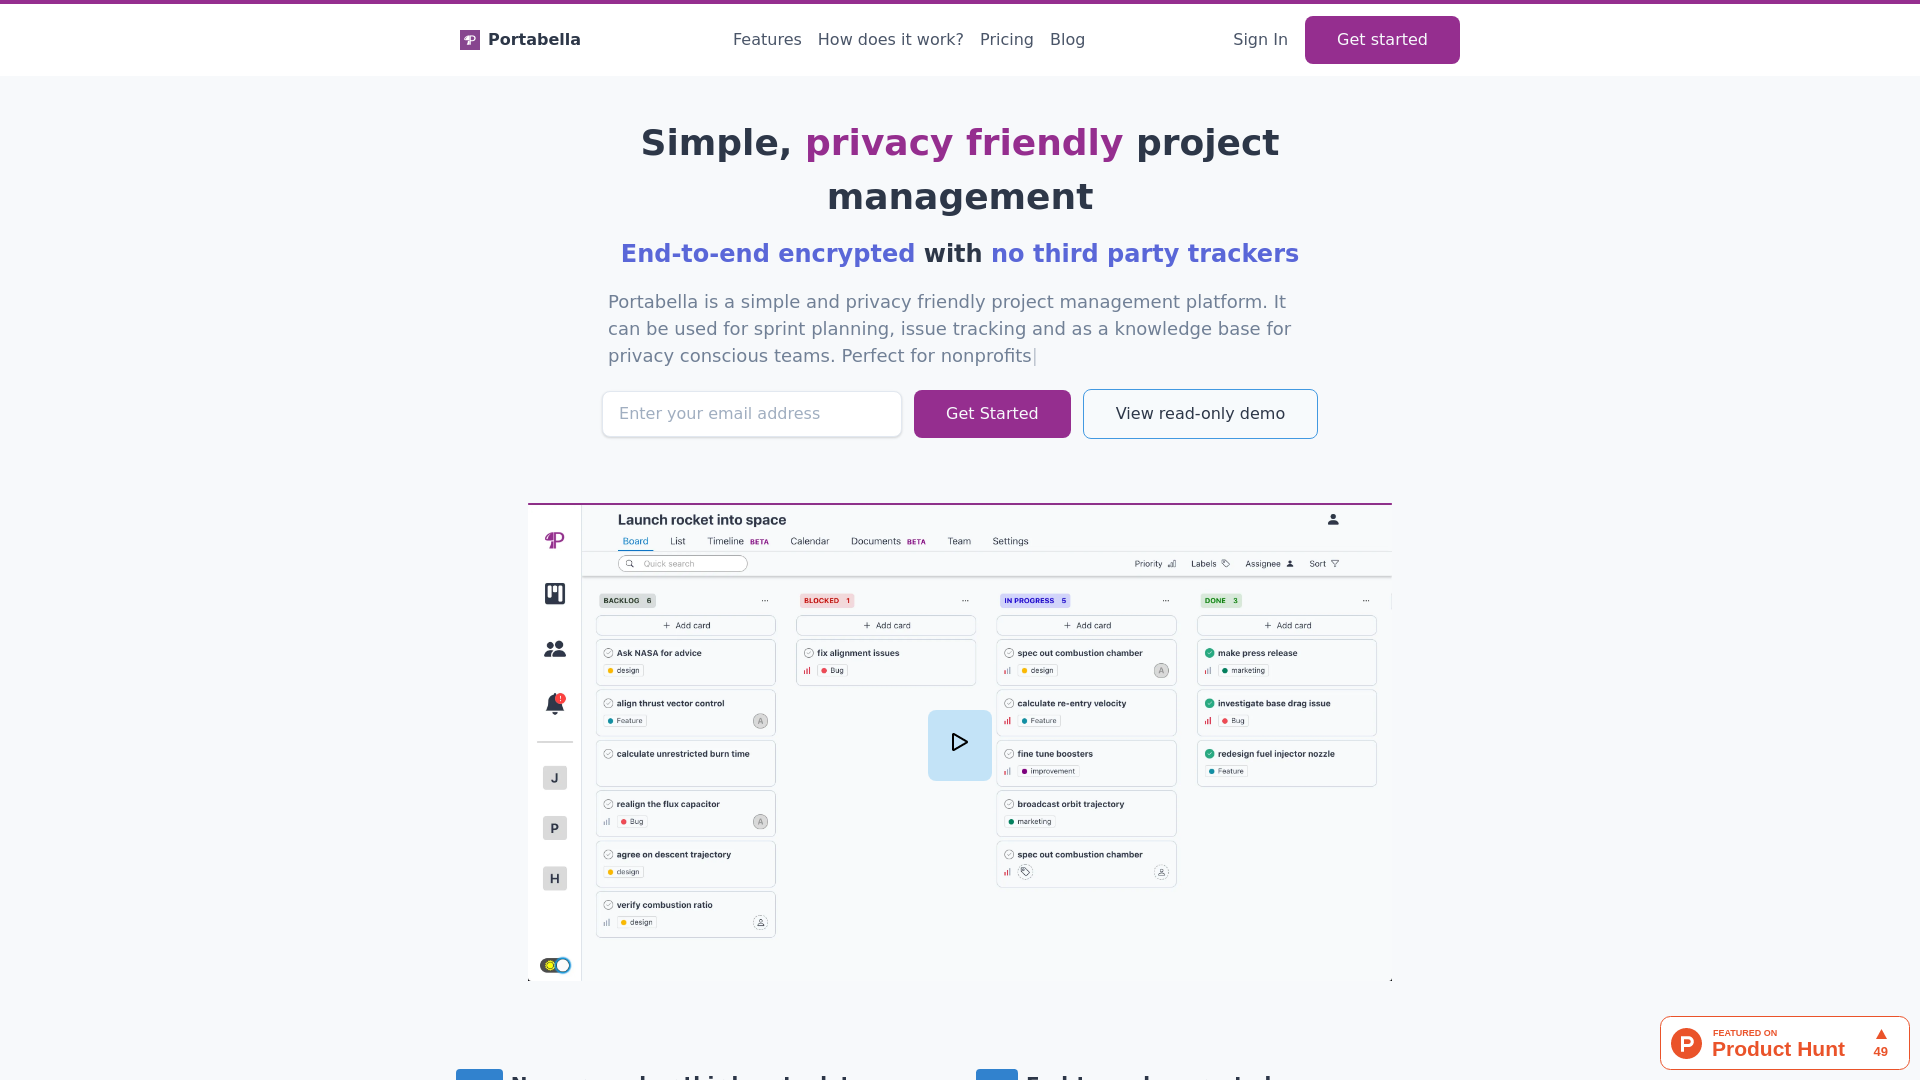 Portabella
Features How does it work? Pricing Blog
Sign In
Get started
Simple, privacy friendly project
management
End-to-end encrypted with no third party trackers
Portabella is a simple and privacy friendly project management platform. It
can be used for sprint planning, issue tracking and as a knowledge base for
privacy conscious teams. Perfect for nonprofits|
Enter your email address
Get Started
View read-only demo
Launch rocket into space
Board List Timeline BETA Calendar Documents BETA Team Settings
Quick search
Priority Labels Assignee Sort
BACKLOG 6
+ Add card
Ask NASA for advice
design
align thrust vector control
Feature
A
calculate unrestricted burn time
realign the flux capacitor
Bug
A
agree on descent trajectory
design
verify combustion ratio
design
BLOCKED 1
+ Add card
fix alignment issues
Bug
IN PROGRESS 5
+ Add card
spec out combustion chamber
design
A
calculate re-entry velocity
Feature
fine tune boosters
improvement
broadcast orbit trajectory
marketing
spec out combustion chamber
DONE 3
+ Add card
make press release
marketing
investigate base drag issue
Bug
redesign fuel injector nozzle
Feature
J
P
H
FEATURED ON
Product Hunt
49